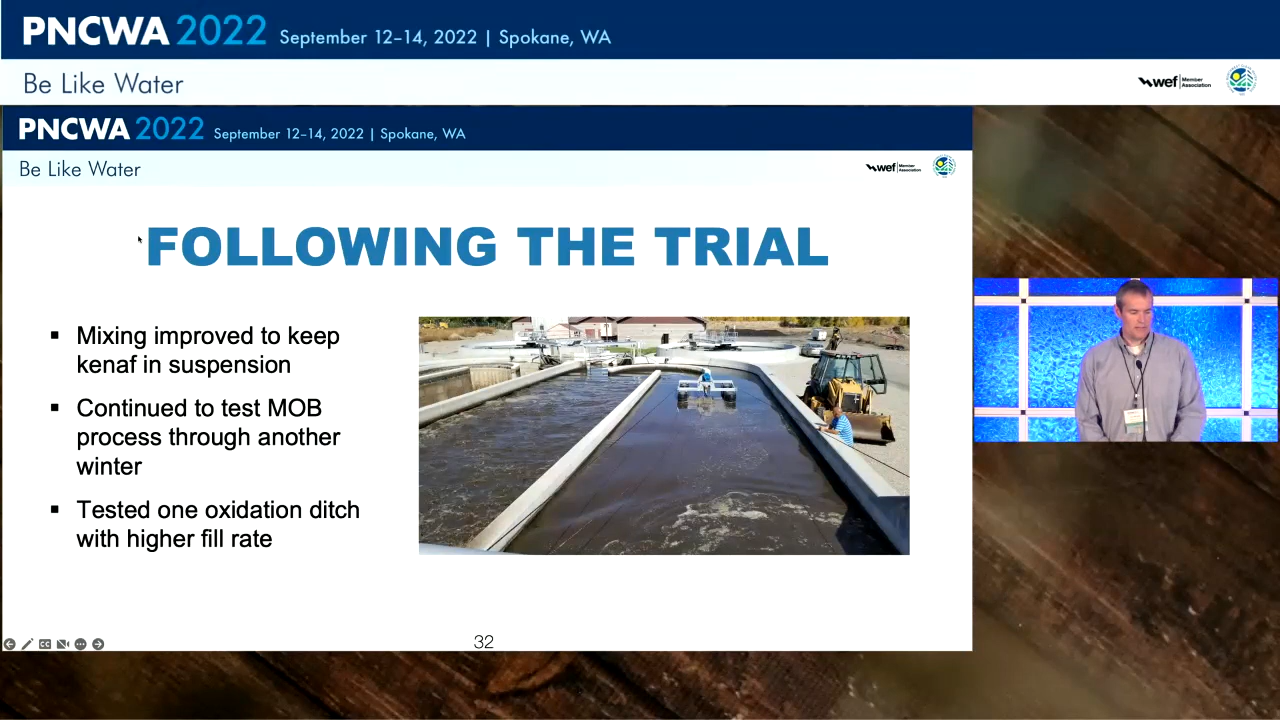 PNCWA 2022 September 12–14, 2022 | Spokane, WA
Be Like Water
wef Member Association
PNCWA 2022 September 12–14, 2022 | Spokane, WA
Be Like Water
wef Member Association
FOLLOWING THE TRIAL
▪ Mixing improved to keep
kenaf in suspension
▪ Continued to test MOB
process through another
winter
▪ Tested one oxidation ditch
with higher fill rate
CC
32